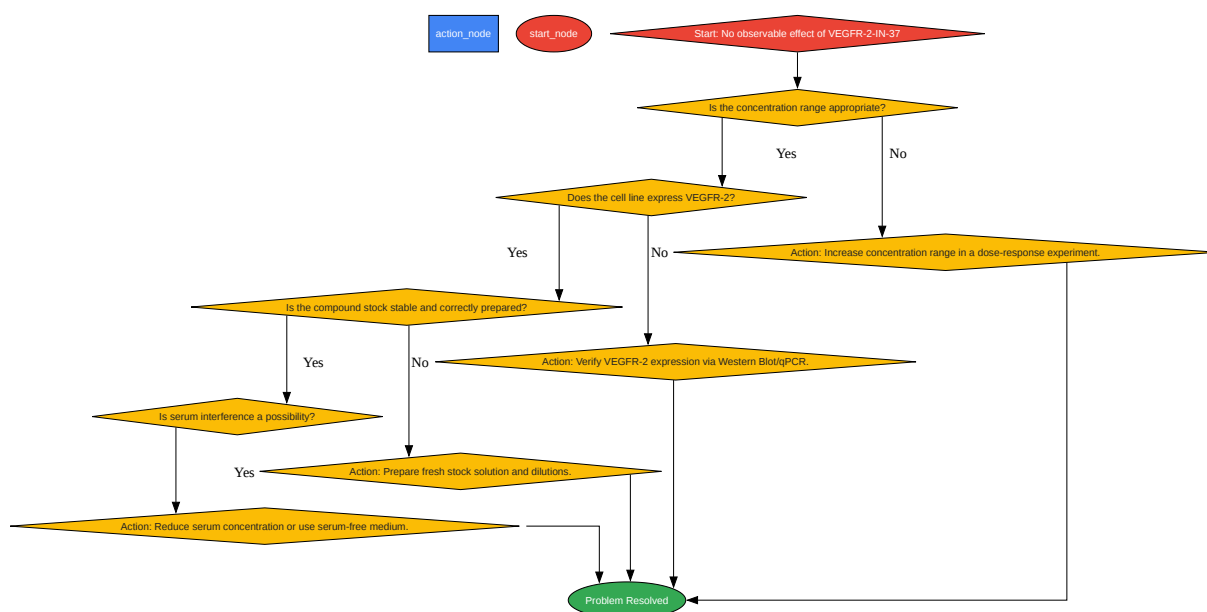 action_node
start_node
Start: No observable effect of VEGFR-2-IN-37
Is the concentration range appropriate?
Yes
No
Does the cell line express VEGFR-2?
Yes
No
Action: Increase concentration range in a dose-response experiment.
Is the compound stock stable and correctly prepared?
Yes
No
Action: Verify VEGFR-2 expression via Western Blot/qPCR.
Is serum interference a possibility?
Yes
Action: Prepare fresh stock solution and dilutions.
Action: Reduce serum concentration or use serum-free medium.
Problem Resolved